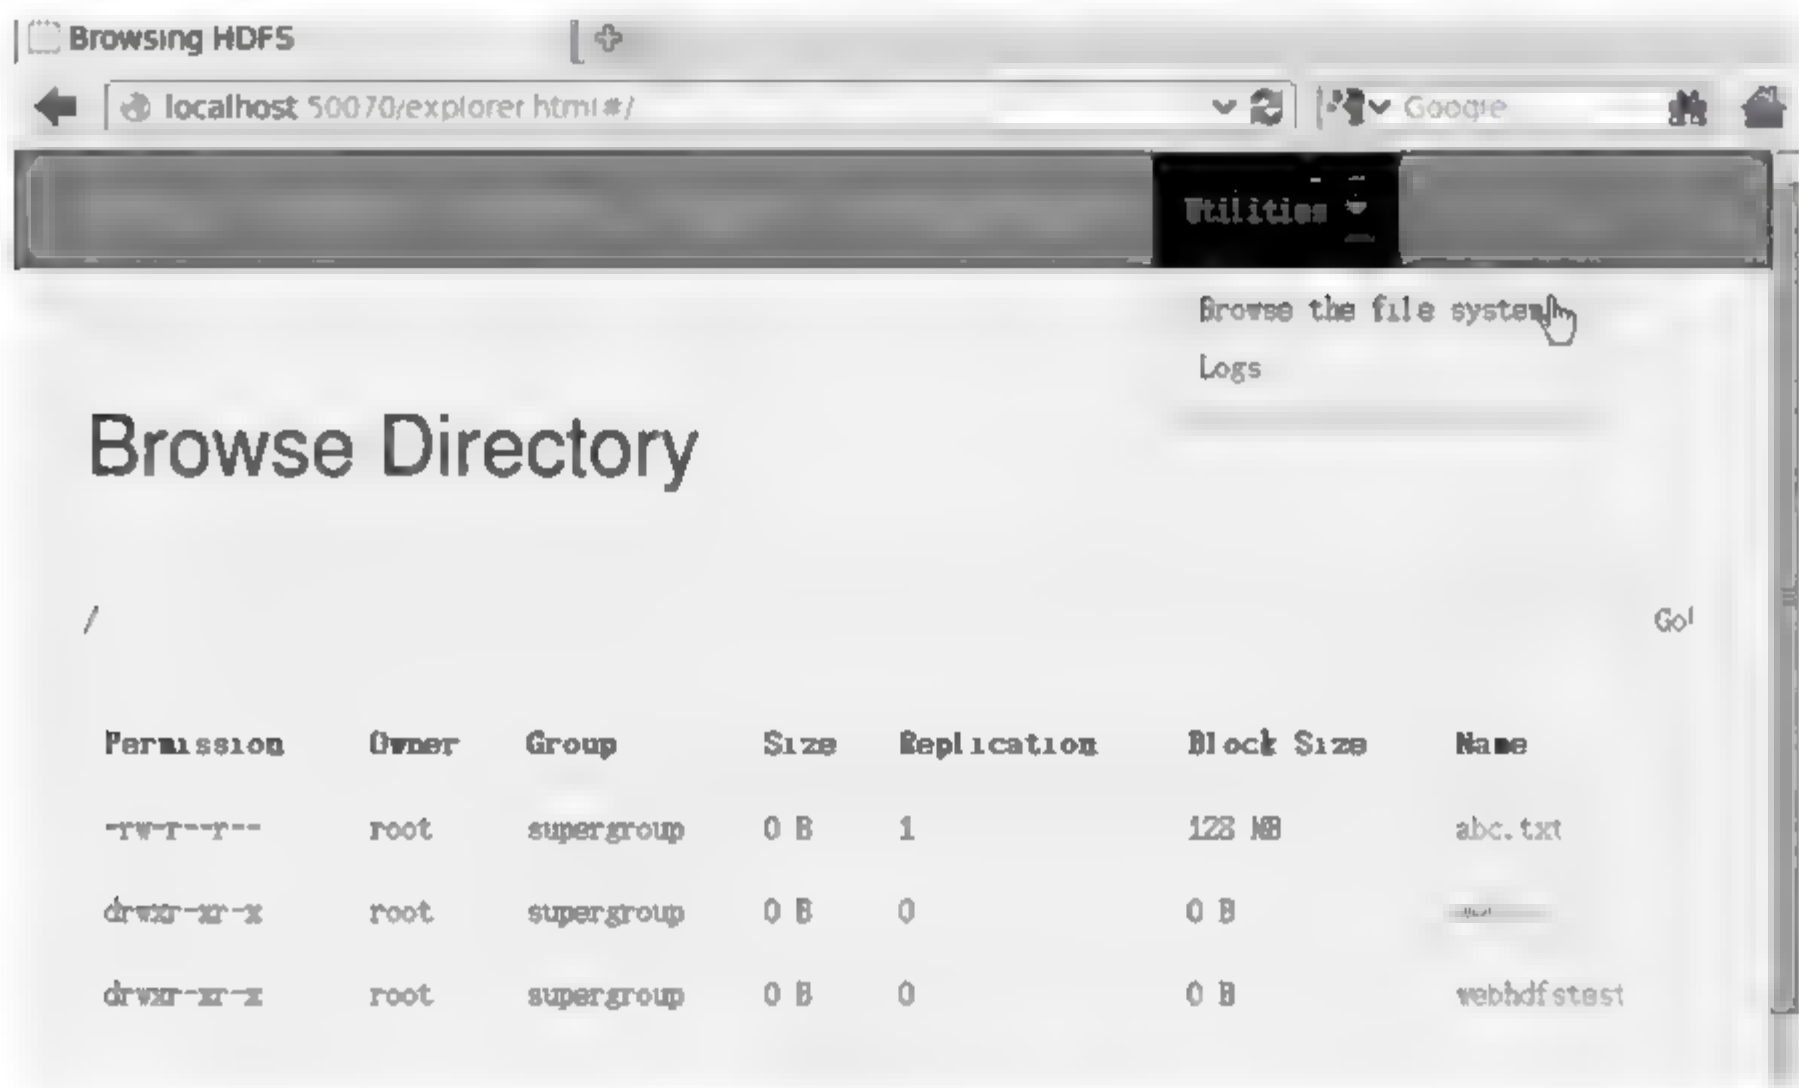 Browsing HDFS
localhost:50070/explorer.html#/
Google
Utilities
Browse the file system
Logs
Browse Directory
/
Go!
Permission Owner Group Size Replication Block Size Name
-rw-r--r-- root supergroup 0 B 1 128 MB abc.txt
drwxr-xr-x root supergroup 0 B 0 0 B
drwxr-xr-x root supergroup 0 B 0 0 B webhdfstest